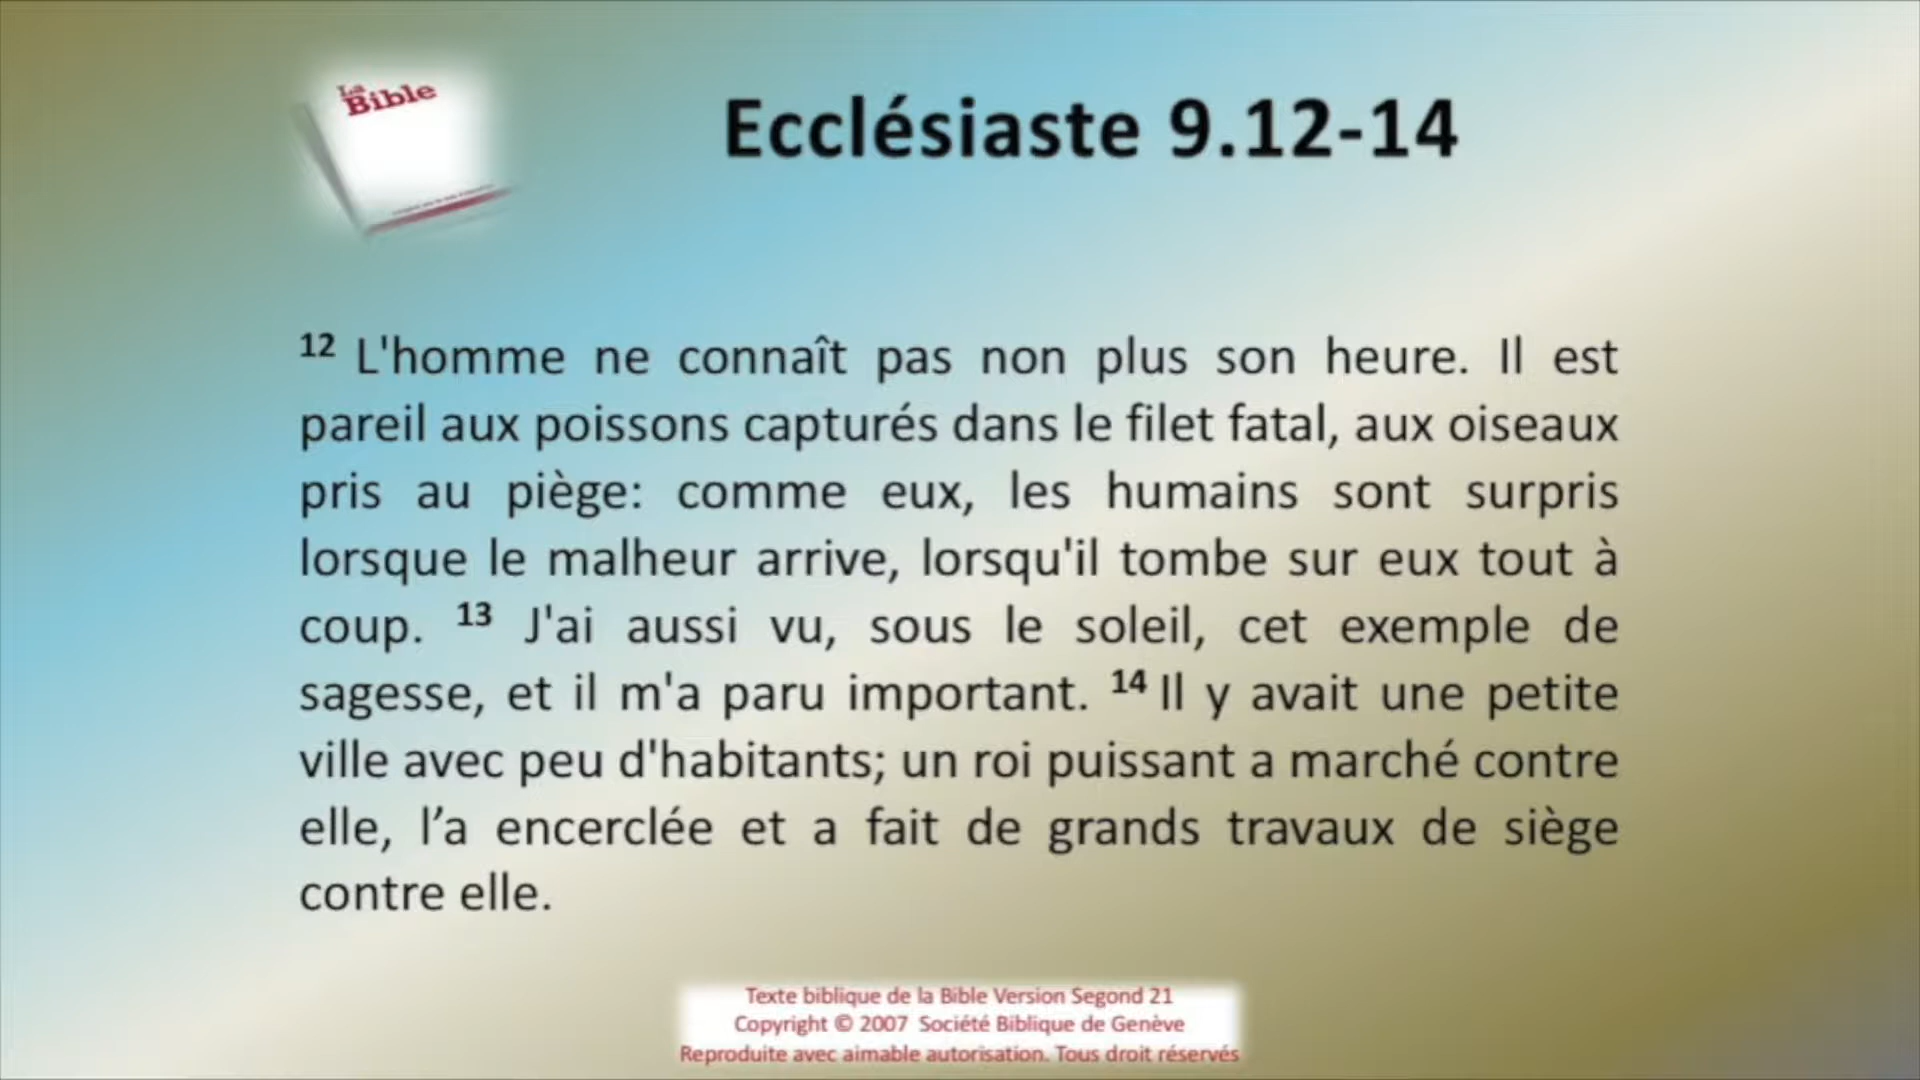 La
Bible
Ecclésiaste 9.12-14
12 L'homme ne connaît pas non plus son heure. Il est
pareil aux poissons capturés dans le filet fatal, aux oiseaux
pris au piège: comme eux, les humains sont surpris
lorsque le malheur arrive, lorsqu'il tombe sur eux tout à
coup. 13 J'ai aussi vu, sous le soleil, cet exemple de
sagesse, et il m'a paru important. 14 Il y avait une petite
ville avec peu d'habitants; un roi puissant a marché contre
elle, l’a encerclée et a fait de grands travaux de siège
contre elle.
Texte biblique de la Bible Version Segond 21
Copyright © 2007 Société Biblique de Genève
Reproduite avec aimable autorisation. Tous droit réservés